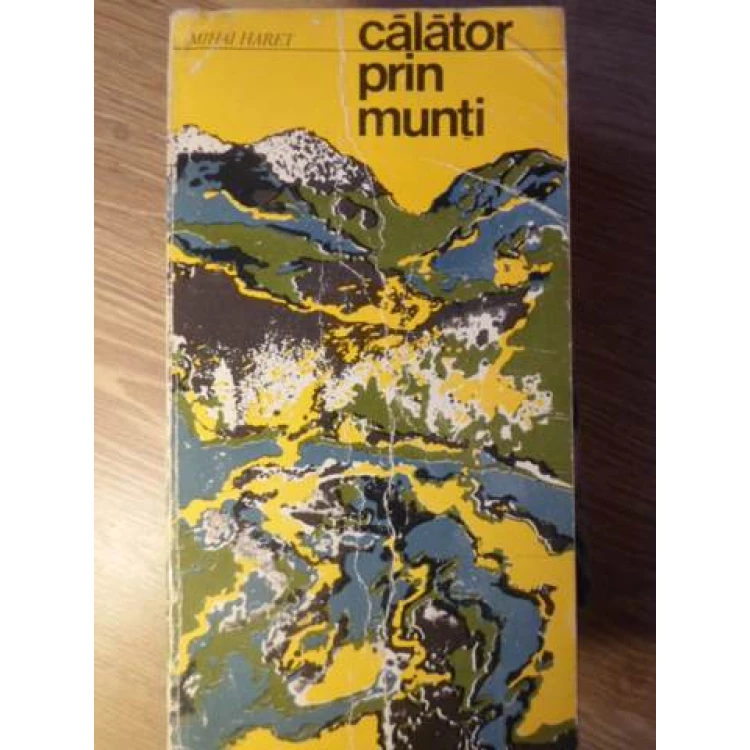 MIHAI HARET
călător
prin
munți